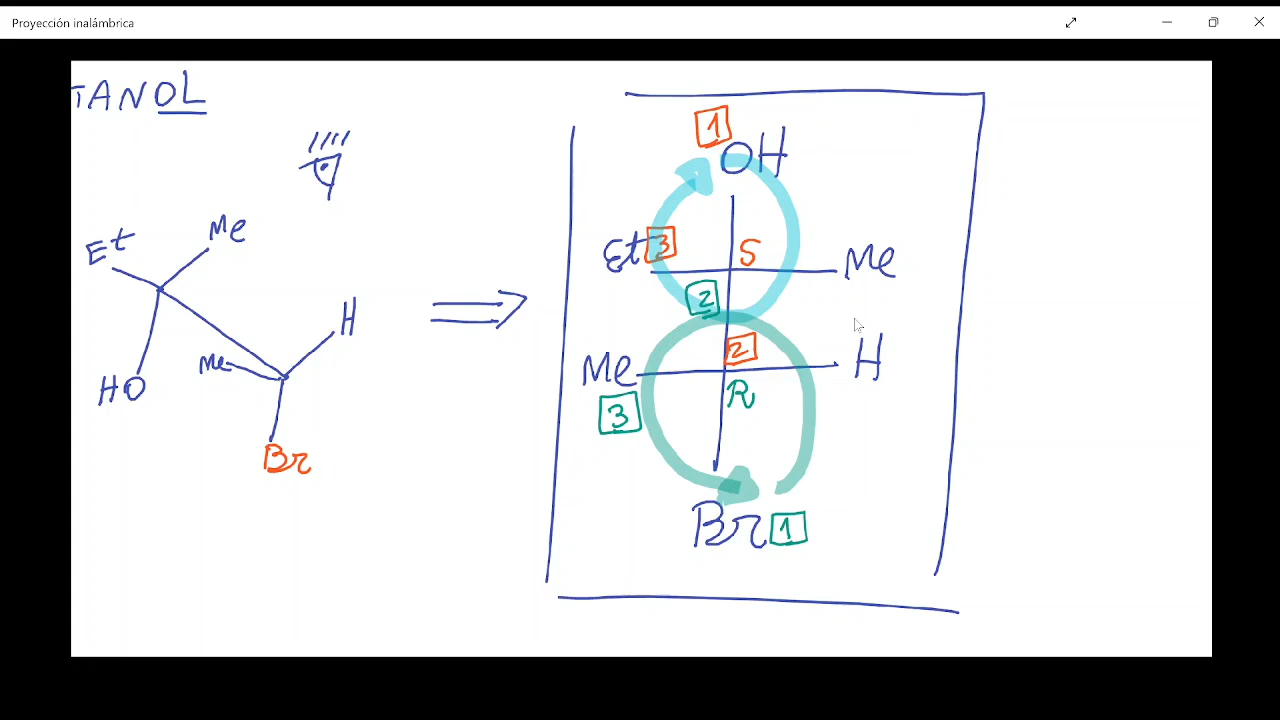 Proyección inalámbrica
TANOL
1
OH
Me
Et
Et 3 S Me
2
H
2
Me
Me H
HO
R
3
Br
Br 1